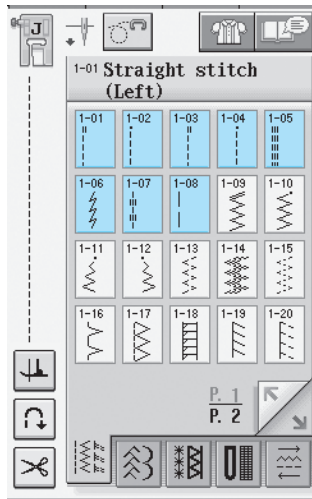 J
1-01 Straight stitch
(Left)
1-01 1-02 1-03 1-04 1-05
1-06 1-07 1-08 1-09 1-10
1-11 1-12 1-13 1-14 1-15
1-16 1-17 1-18 1-19 1-20
P. 1
P. 2